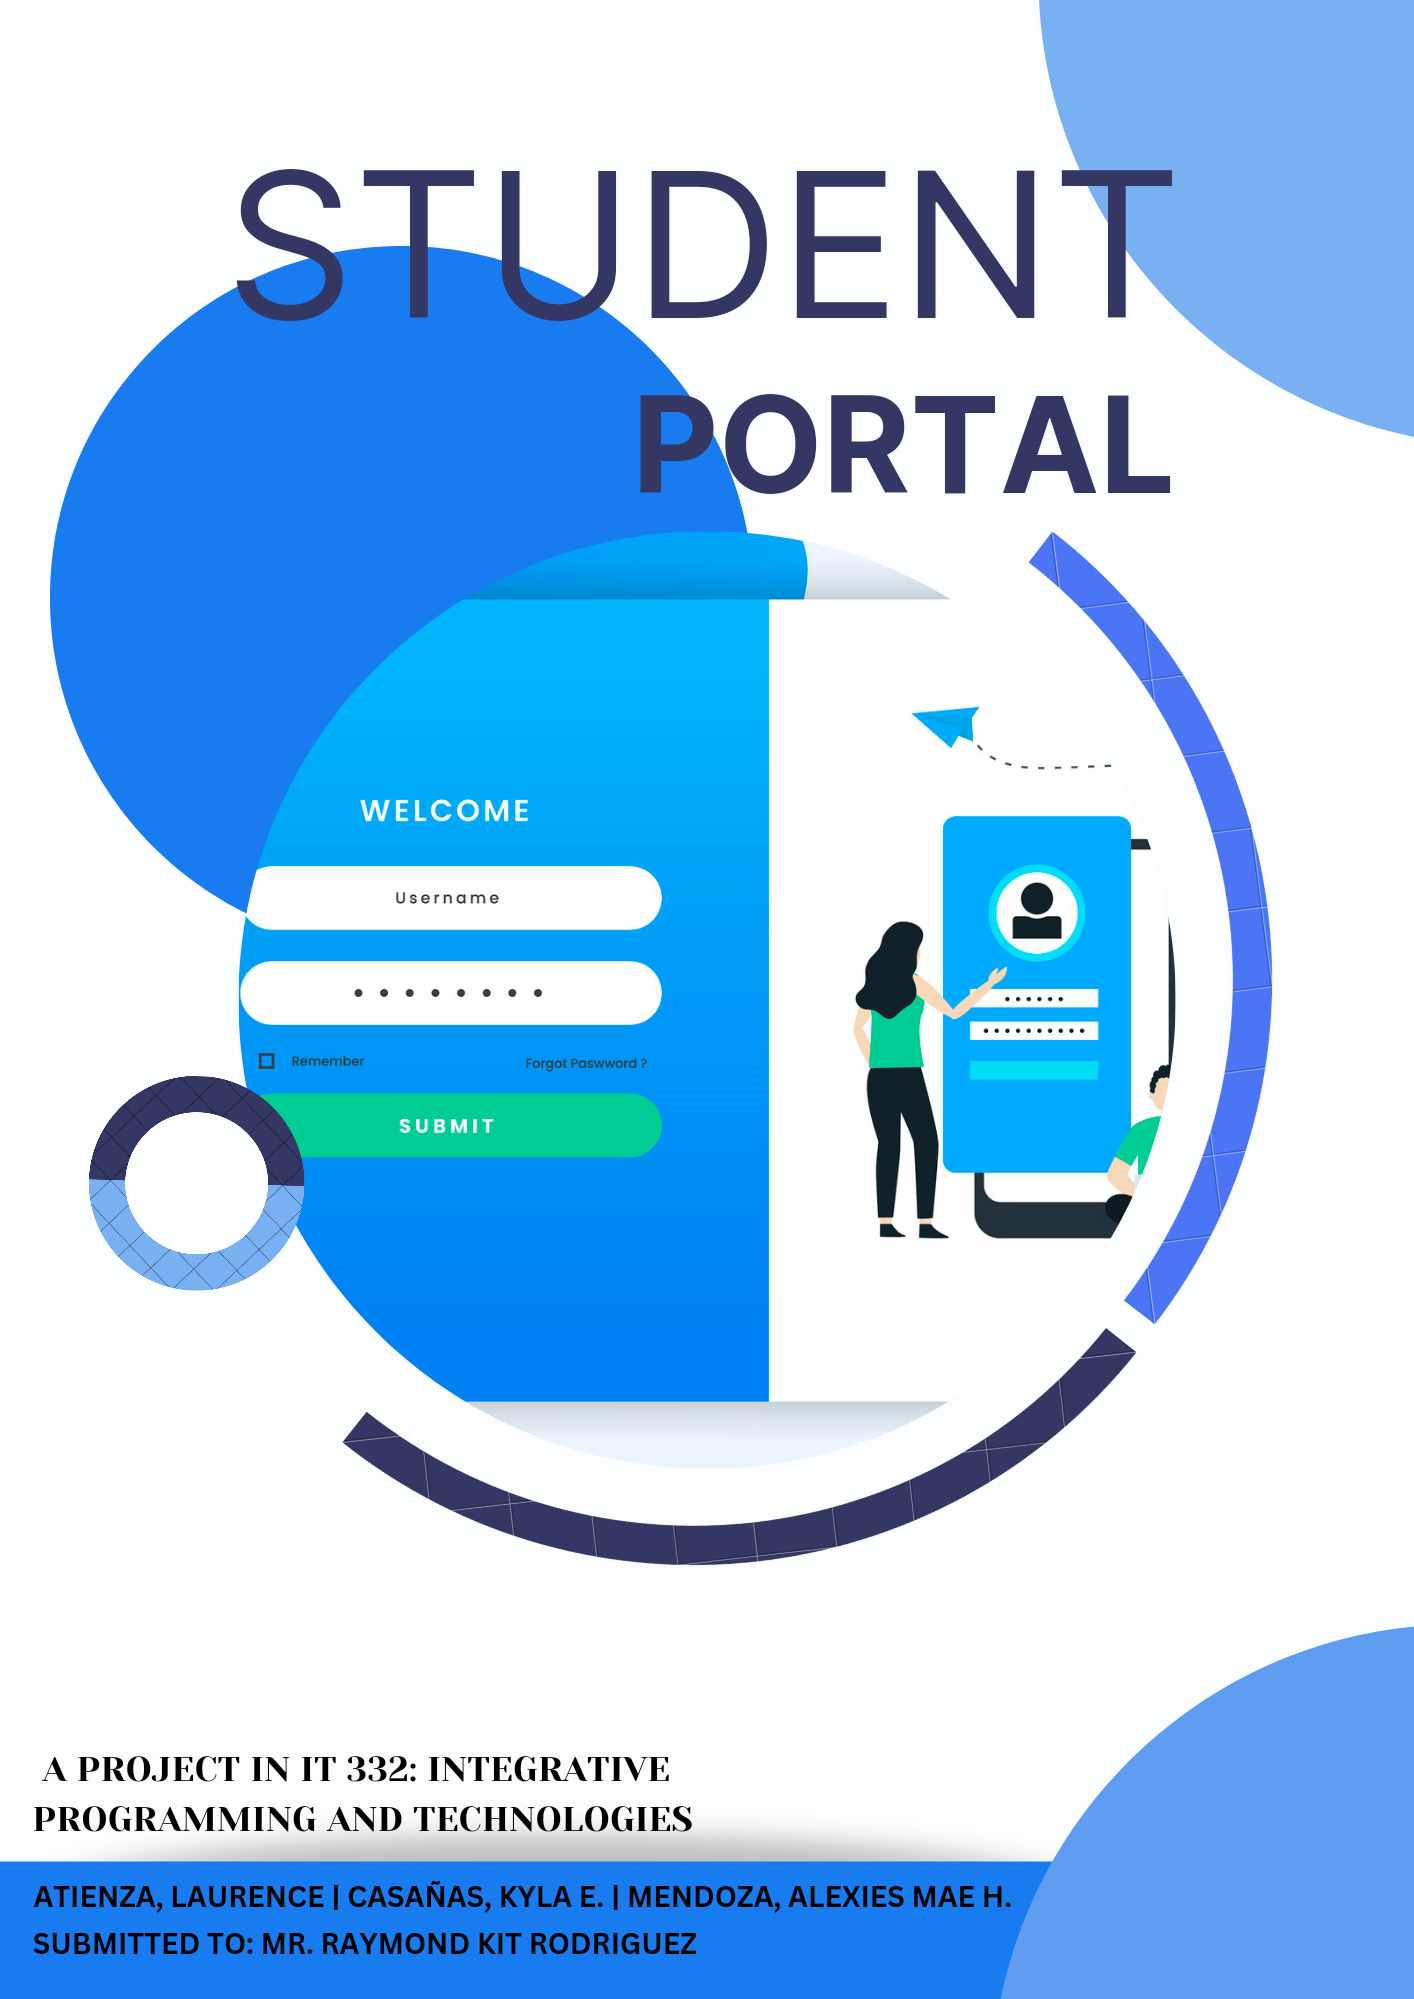 STUDENT
PORTAL
WELCOME
Username
Remember
Forgot Paswword ?
SUBMIT
A PROJECT IN IT 332: INTEGRATIVE
PROGRAMMING AND TECHNOLOGIES
ATIENZA, LAURENCE | CASAÑAS, KYLA E. | MENDOZA, ALEXIES MAE H.
SUBMITTED TO: MR. RAYMOND KIT RODRIGUEZ